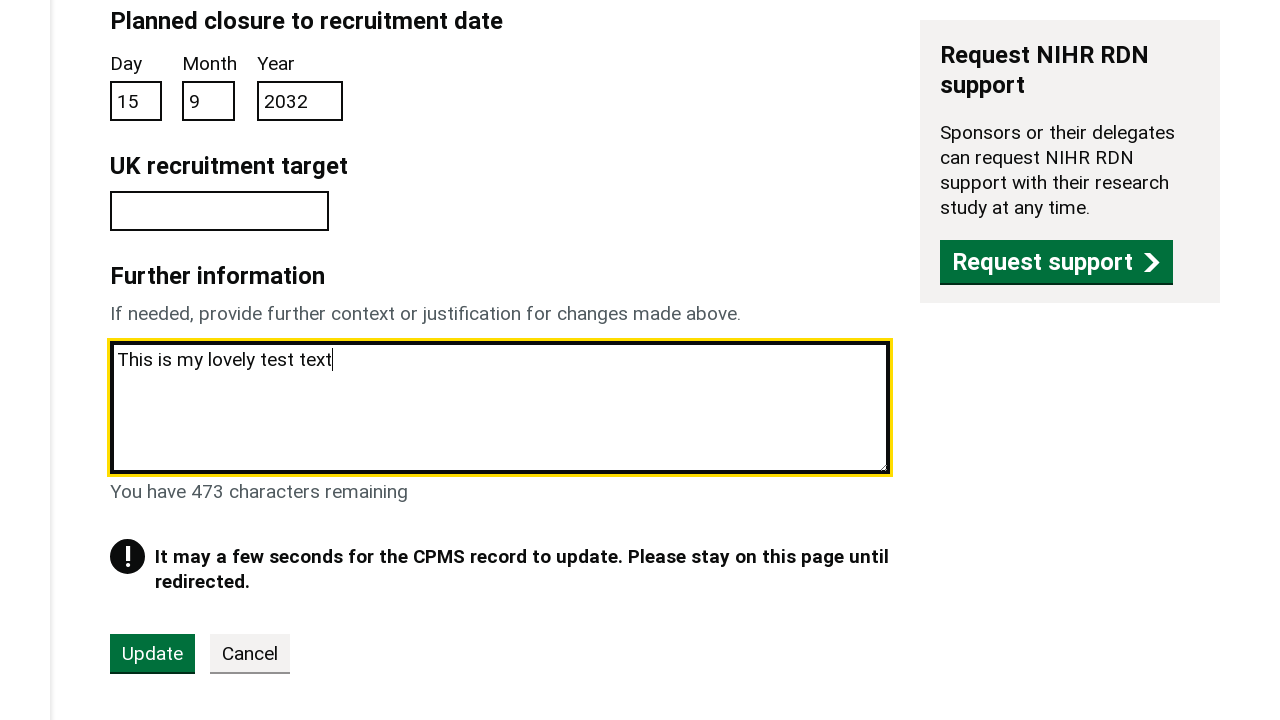 Planned closure to recruitment date
Day Month Year
15 9 2032
UK recruitment target
Further information
If needed, provide further context or justification for changes made above.
This is my lovely test text
You have 473 characters remaining
It may a few seconds for the CPMS record to update. Please stay on this page until
redirected.
Update Cancel
Request NIHR RDN
support
Sponsors or their delegates
can request NIHR RDN
support with their research
study at any time.
Request support